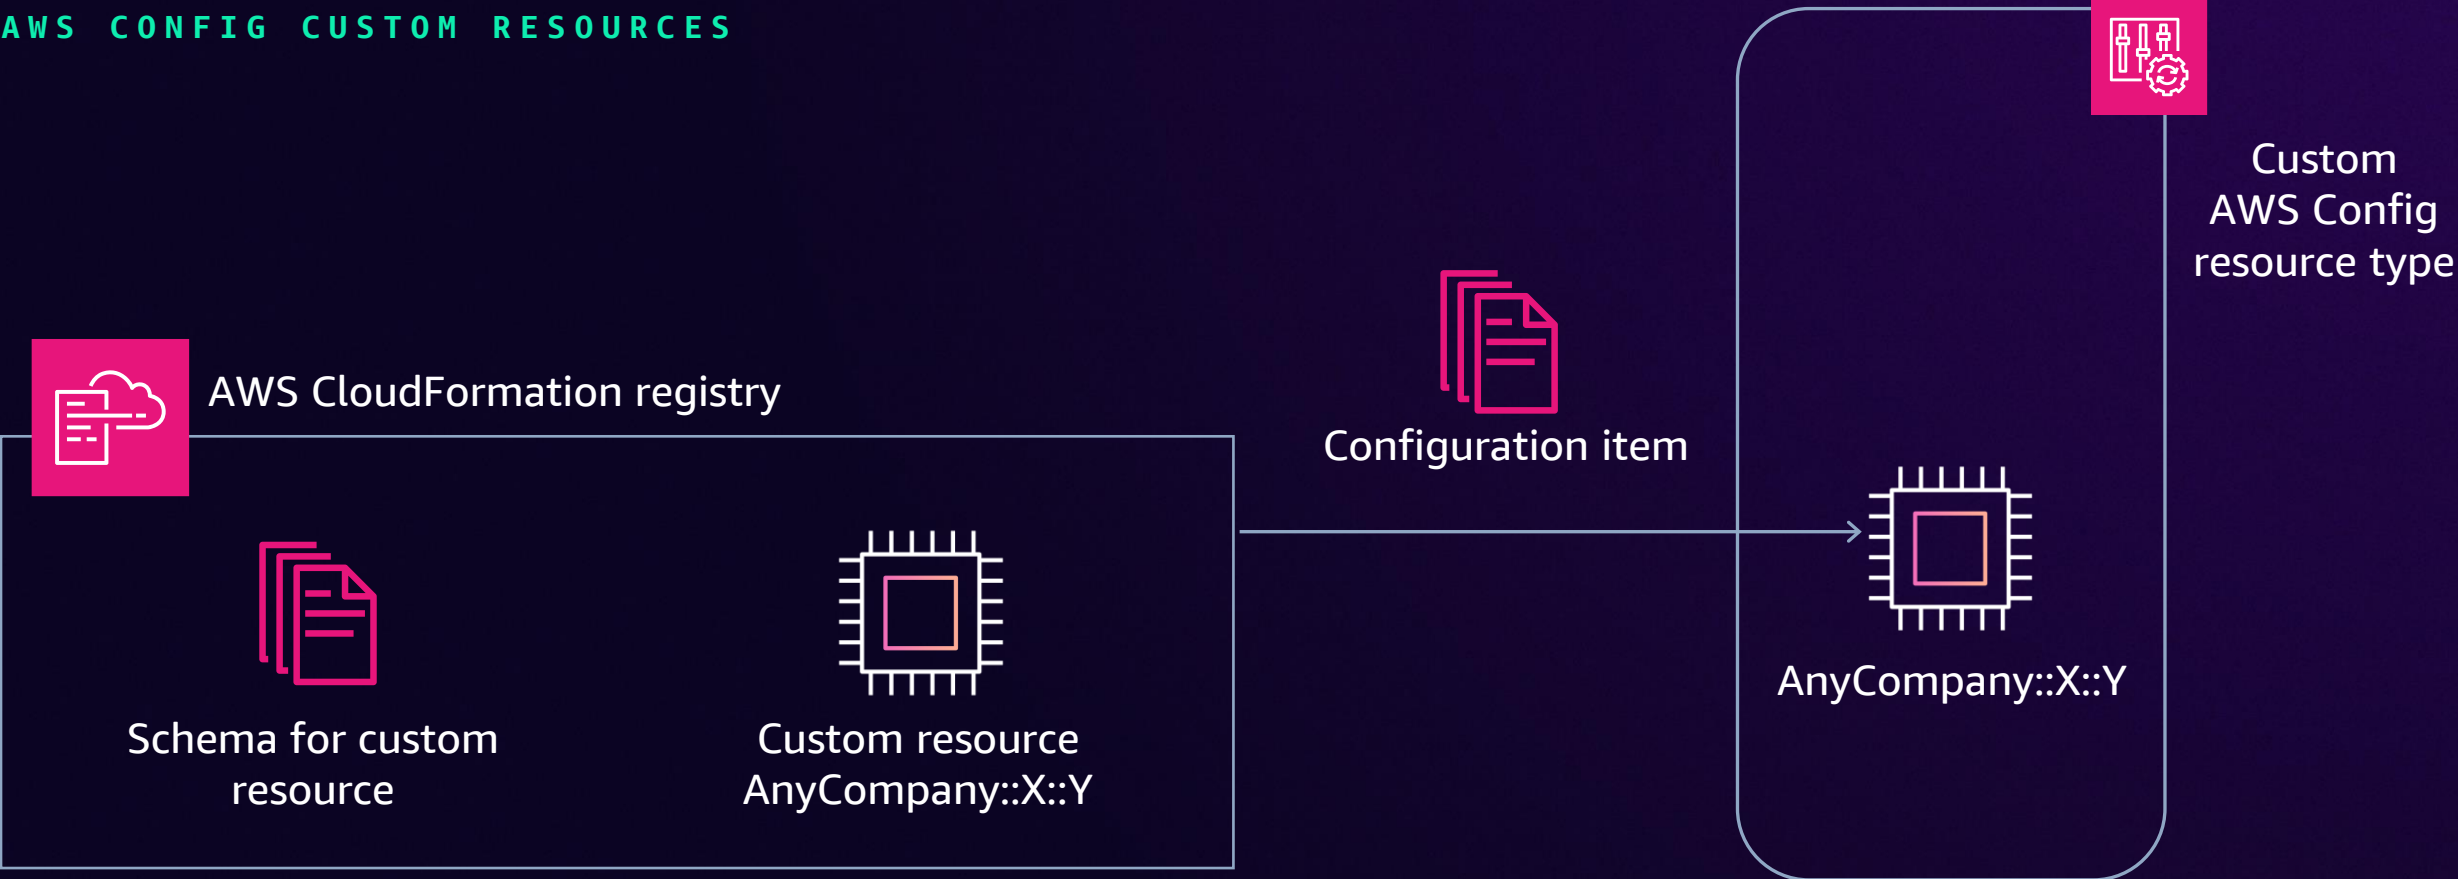 AWS CONFIG CUSTOM RESOURCES
Custom
AWS Config
resource type
AWS CloudFormation registry
Configuration item
Schema for custom
resource
Custom resource
AnyCompany::X::Y
AnyCompany::X::Y